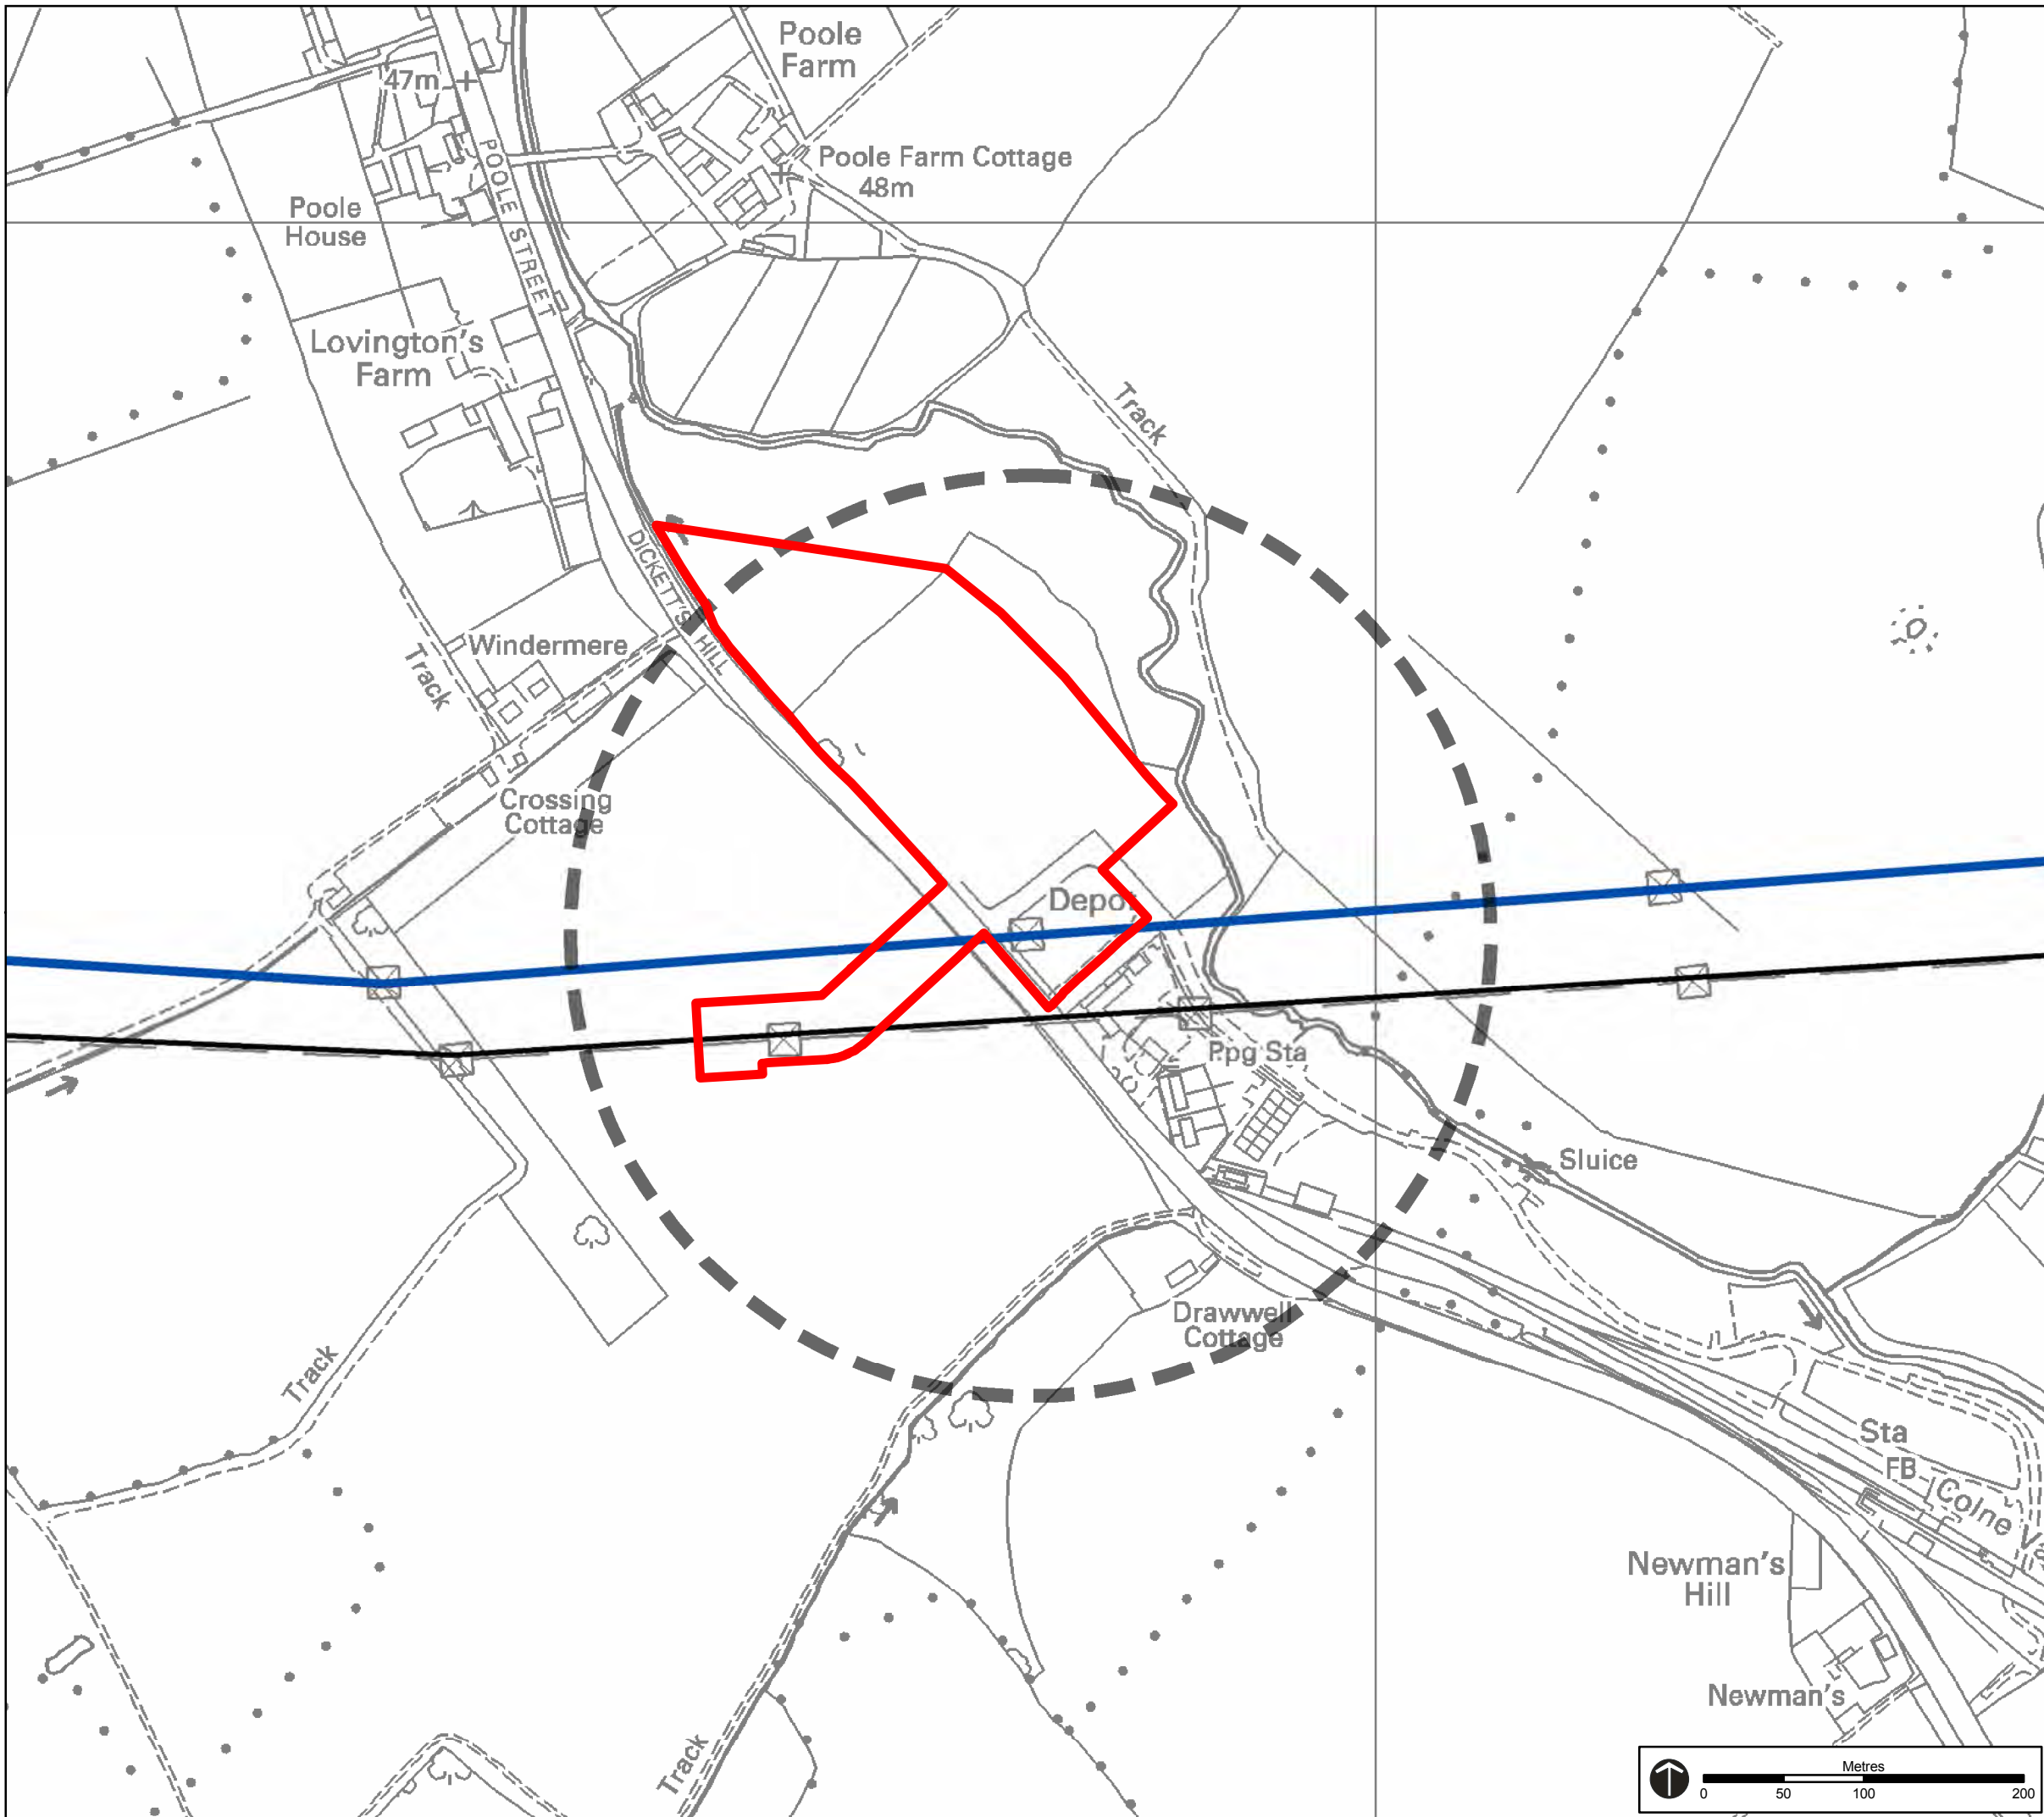 Poole
Farm
47m
Poole Farm Cottage
48m
POOLE STREET
Poole
House
Lovington's
Farm
Track
DICKETT'S HILL
Windermere
Track
Crossing
Cottage
Depot
Ppg Sta
Sluice
Drawwell
Cottage
Track
Sta
FB
Colne Va
Newman's
Hill
Newman's
Track
Metres
0 50 100 200